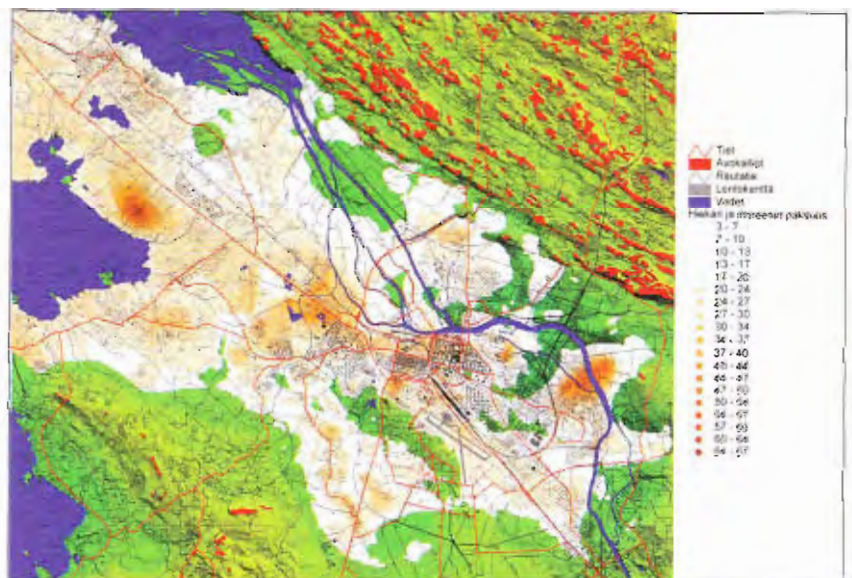 Tiet
Avokalliot
Rautatie
Lentokenttä
Vedet
Hiekan ja moreenin paksuus
3 - 7
7 - 10
10 - 13
13 - 17
17 - 20
20 - 24
24 - 27
27 - 30
30 - 34
34 - 37
37 - 40
40 - 44
44 - 47
47 - 50
50 - 54
54 - 57
57 - 60
60 - 64
64 - 67